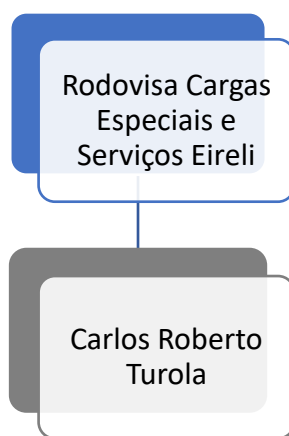 Rodovisa Cargas
Especiais e
Serviços Eireli
Carlos Roberto
Turola